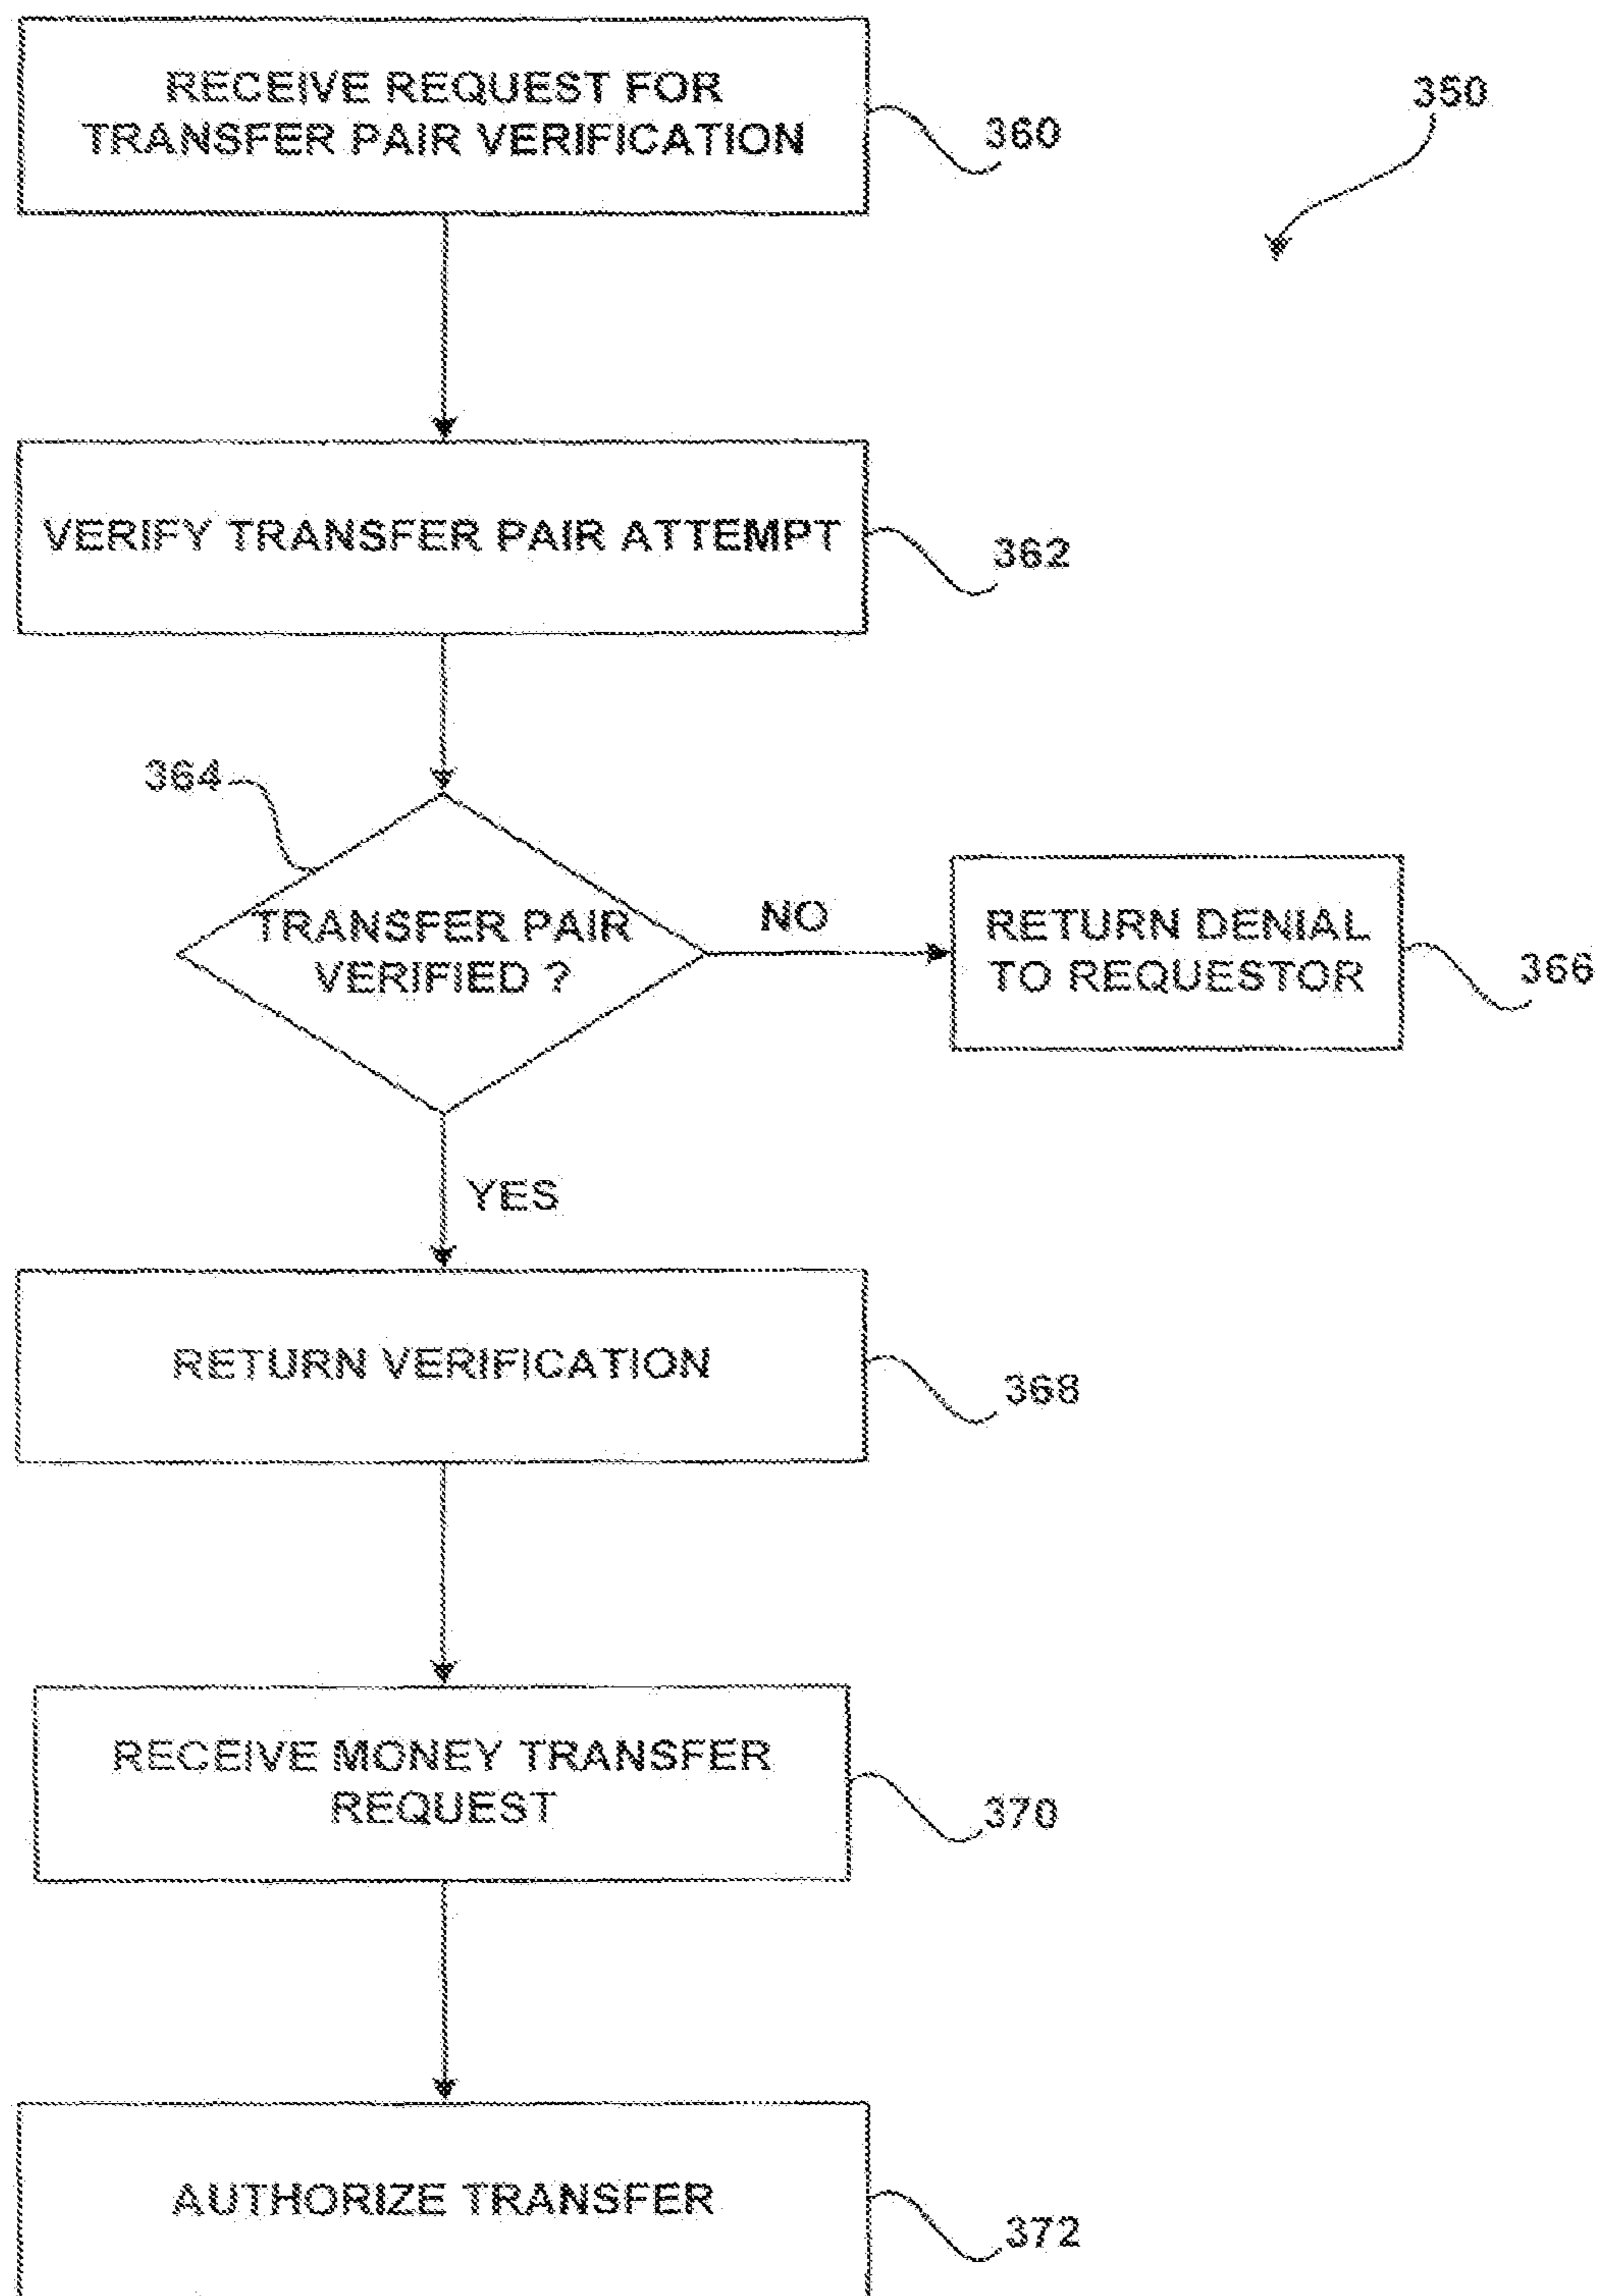 RECEIVE REQUEST FOR
TRANSFER PAIR VERIFICATION
360
350
VERIFY TRANSFER PAIR ATTEMPT
362
364
TRANSFER PAIR
VERIFIED ?
NO
RETURN DENIAL
TO REQUESTOR
366
YES
RETURN VERIFICATION
368
RECEIVE MONEY TRANSFER
REQUEST
370
AUTHORIZE TRANSFER
372